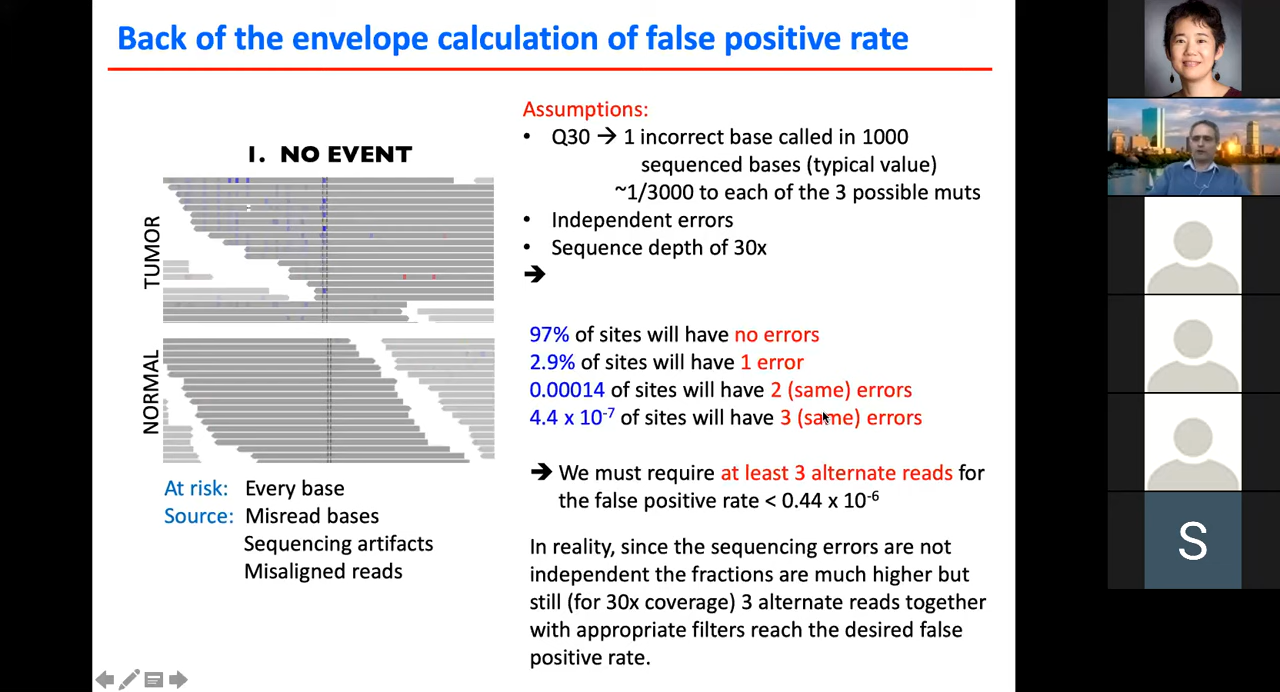 Back of the envelope calculation of false positive rate
1. NO EVENT
TUMOR
NORMAL
At risk: Every base
Source: Misread bases
Sequencing artifacts
Misaligned reads
Assumptions:
• Q30 → 1 incorrect base called in 1000
sequenced bases (typical value)
~1/3000 to each of the 3 possible muts
• Independent errors
• Sequence depth of 30x
→
97% of sites will have no errors
2.9% of sites will have 1 error
0.00014 of sites will have 2 (same) errors
4.4 x 10⁻⁷ of sites will have 3 (same) errors
→ We must require at least 3 alternate reads for
the false positive rate < 0.44 x 10⁻⁶
In reality, since the sequencing errors are not
independent the fractions are much higher but
still (for 30x coverage) 3 alternate reads together
with appropriate filters reach the desired false
positive rate.
S